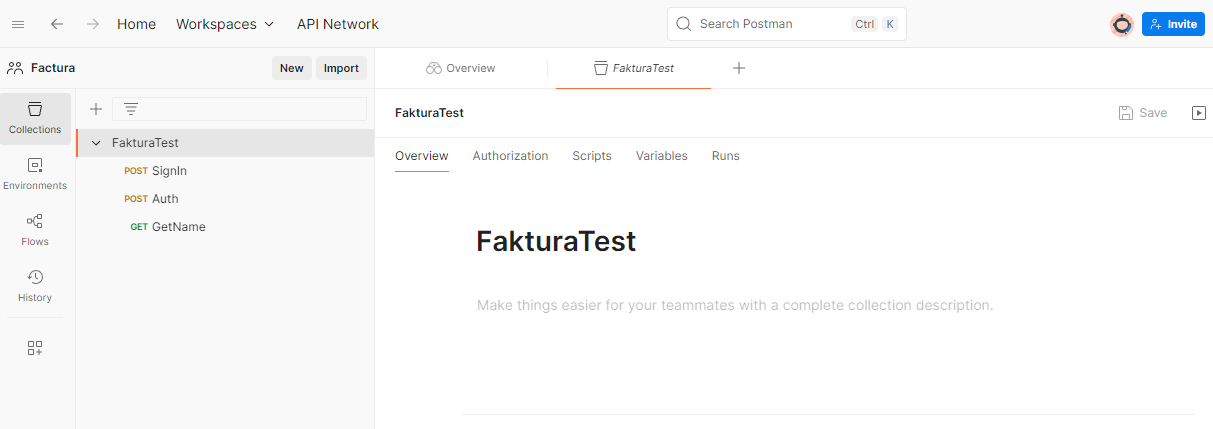 Home Workspaces API Network Search Postman Ctrl K Invite
Factura New Import
Overview FakturaTest
Collections
Environments
Flows
History
FakturaTest
POST SignIn
POST Auth
GET GetName
FakturaTest Save
Overview Authorization Scripts Variables Runs
FakturaTest
Make things easier for your teammates with a complete collection description.